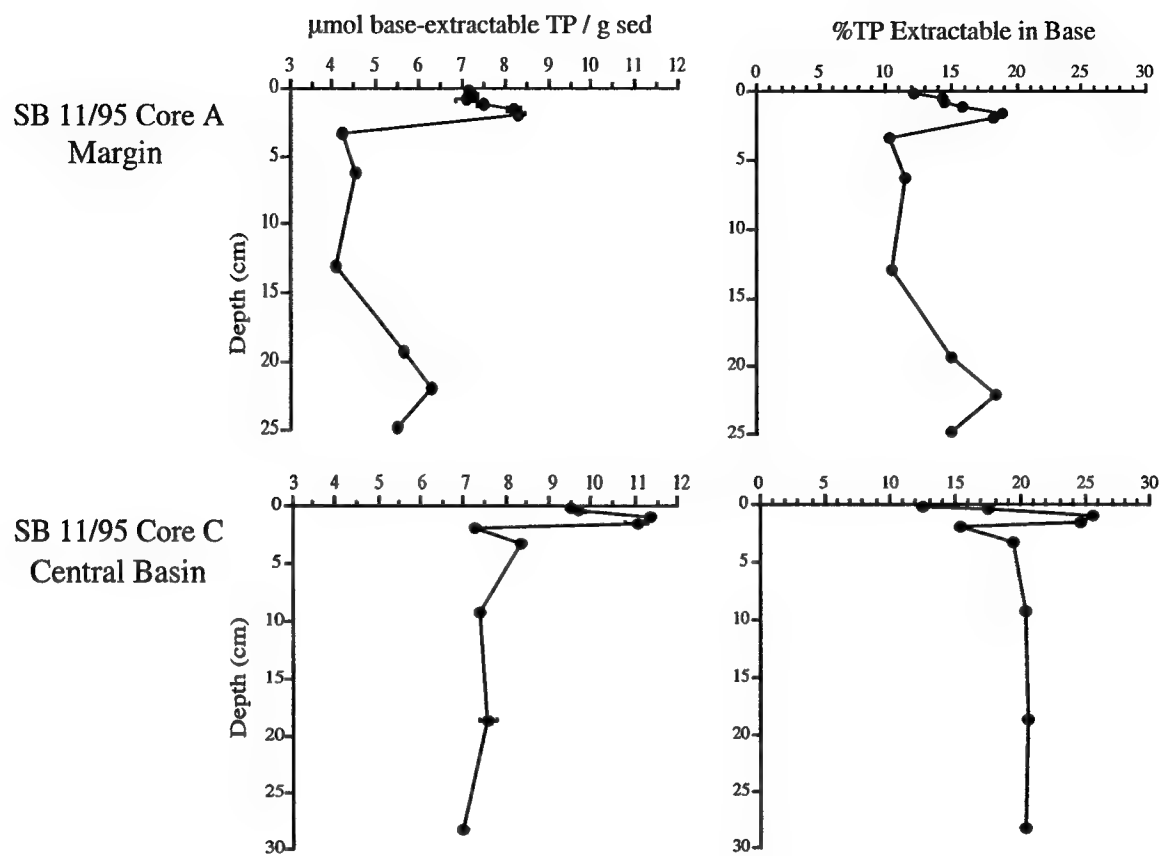 µmol base-extractable TP / g sed
%TP Extractable in Base
3 4 5 6 7 8 9 10 11 12
0 5 10 15 20 25 30
SB 11/95 Core A
Margin
Depth (cm)
0
5
10
15
20
25
0
5
10
15
20
25
3 4 5 6 7 8 9 10 11 12
0 5 10 15 20 25 30
SB 11/95 Core C
Central Basin
Depth (cm)
0
5
10
15
20
25
30
0
5
10
15
20
25
30